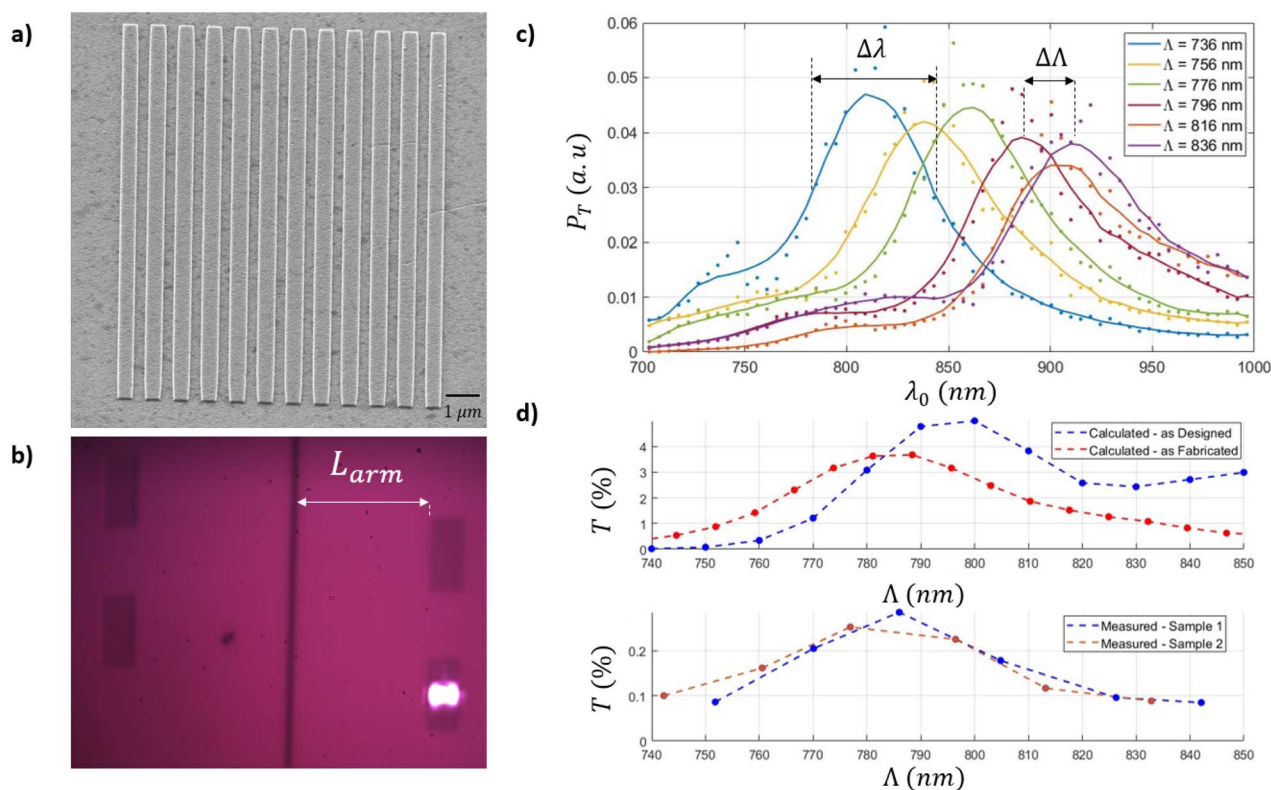 a)
1 μm
b)
L_arm
c)
Δλ
ΔΛ
Λ = 736 nm
Λ = 756 nm
Λ = 776 nm
Λ = 796 nm
Λ = 816 nm
Λ = 836 nm
P_T (a.u)
0.06
0.05
0.04
0.03
0.02
0.01
0
700 750 800 850 900 950 1000
λ_0 (nm)
d)
Calculated - as Designed
Calculated - as Fabricated
T (%)
4
3
2
1
0
740 750 760 770 780 790 800 810 820 830 840 850
Λ (nm)
Measured - Sample 1
Measured - Sample 2
T (%)
0.2
0.1
0
740 750 760 770 780 790 800 810 820 830 840 850
Λ (nm)